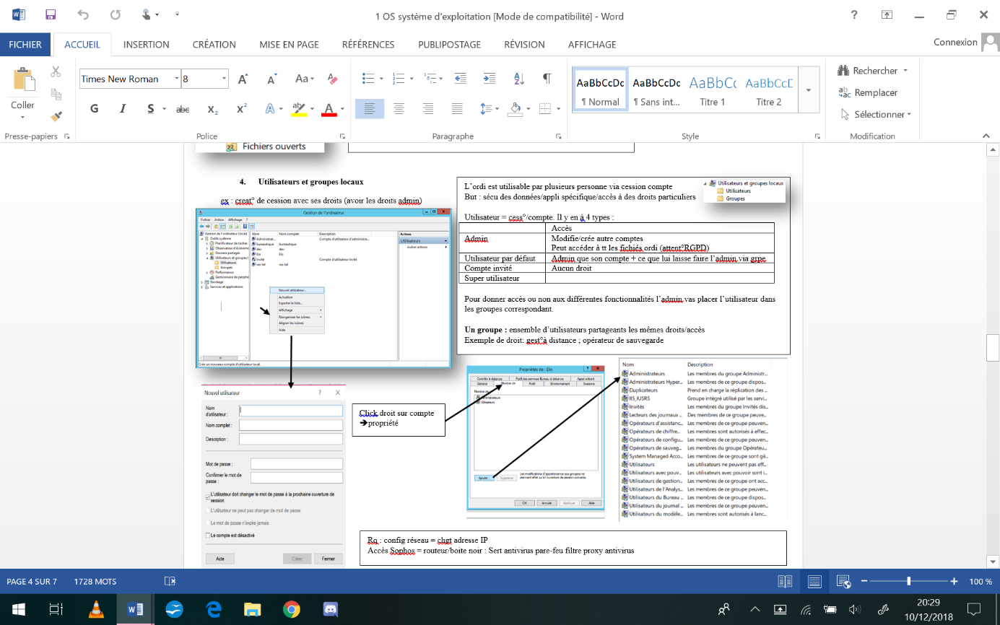 1 OS système d'exploitation [Mode de compatibilité] - Word
?
FICHIER ACCUEIL INSERTION CRÉATION MISE EN PAGE RÉFÉRENCES PUBLIPOSTAGE RÉVISION AFFICHAGE
Connexion
Coller
Times New Roman 8
G I S abc X2 X2
AaBbCcDc AaBbCcDc AaBbCc AaBbCcE
¶ Normal ¶ Sans int... Titre 1 Titre 2
Rechercher
Remplacer
Sélectionner
Presse-papiers Police Paragraphe Style Modification
Fichiers ouverts
4. Utilisateurs et groupes locaux
ex : creat° de cession avec ses droits (avoir les droits admin)
Gestion de l'ordinateur
Fichier Action Affichage ?
Gestion de l'ordinateur (local)
Outils système
Planificateur de tâches
Observateur d'événeme
Dossiers partagés
Utilisateurs et groupes l
Utilisateurs
Groupes
Performance
Gestionnaire de périphé
Stockage
Services et applications
Nom Nom complet Description
Administrat... Compte d'utilisateur d'administra...
bureautique bureautique
dev dev
Elo Elo
Invité Compte d'utilisateur invité
res-tel res-tel
Actions
Utilisateurs
Autres actions
Nouvel utilisateur...
Actualiser
Exporter la liste...
Affichage
Réorganiser les icônes
Aligner les icônes
Aide
Crée un nouveau compte d'utilisateur local.
L'ordi est utilisable par plusieurs personne via cession compte
But : sécu des données/appli spécifique/accès à des droits particuliers
Utilisateurs et groupes locaux
Utilisateurs
Groupes
Utilisateur = cess°/compte. Il y en à 4 types :
Accès
Admin Modifie/crée autre comptes
Peut accéder à tt les fichiés ordi (attent°RGPD)
Utilisateur par défaut Admin que son compte + ce que lui laisse faire l'admin via grpe
Compte invité Aucun droit
Super utilisateur
Pour donner accès ou non aux différentes fonctionnalités l'admin vas placer l'utilisateur dans
les groupes correspondant.
Un groupe : ensemble d'utilisateurs partageants les mêmes droits/accès
Exemple de droit: gest°à distance ; opérateur de sauvegarde
Nouvel utilisateur ? X
Nom
d'utilisateur :
Nom complet :
Description :
Mot de passe :
Confirmer le mot de
passe :
L'utilisateur doit changer le mot de passe à la prochaine ouverture de
session
L'utilisateur ne peut pas changer de mot de passe
Le mot de passe n'expire jamais
Le compte est désactivé
Aide Créer Fermer
Click droit sur compte
➔propriété
Propriétés de : Elo
Contrôle à distance Profil des services Bureau à distance Appel entrant
Général Membre de Profil Environnement Sessions
Membre de
Administrateurs
Utilisateurs
Ajouter... Supprimer
Les modifications d'appartenance aux groupes ne
prennent effet qu'à l'ouverture de session suivante.
OK Annuler Appliquer Aide
Nom Description
Administrateurs Les membres du groupe Administr...
Administrateurs Hyper... Les membres de ce groupe dispos...
Duplicateurs Prend en charge la réplication des ...
IIS_IUSRS Groupe intégré utilisé par les servi...
Invités Les membres du groupe Invités dis...
Lecteurs des journaux ... Des membres de ce groupe peuve...
Opérateurs d'assistanc... Les membres de ce groupe peuven...
Opérateurs de chiffre... Les membres sont autorisés à effec...
Opérateurs de configu... Les membres de ce groupe peuven...
Opérateurs de sauveg... Les membres du groupe Opérateu...
System Managed Acco... Les membres de ce groupe sont gé...
Utilisateurs Les utilisateurs ne peuvent pas eff...
Utilisateurs avec pouv... Les utilisateurs avec pouvoir sont i...
Utilisateurs de gestion... Les membres de ce groupe ont acc...
Utilisateurs de l'Analys... Les membres de ce groupe peuven...
Utilisateurs du Bureau ... Les membres de ce groupe dispos...
Utilisateurs du journal ... Les membres de ce groupe peuven...
Utilisateurs du modèle... Les membres sont autorisés à lanc...
Rq : config réseau = chgt adresse IP
Accès Sophos = routeur/boite noir : Sert antivirus pare-feu filtre proxy antivirus
PAGE 4 SUR 7 1728 MOTS 100 %
20:29
10/12/2018